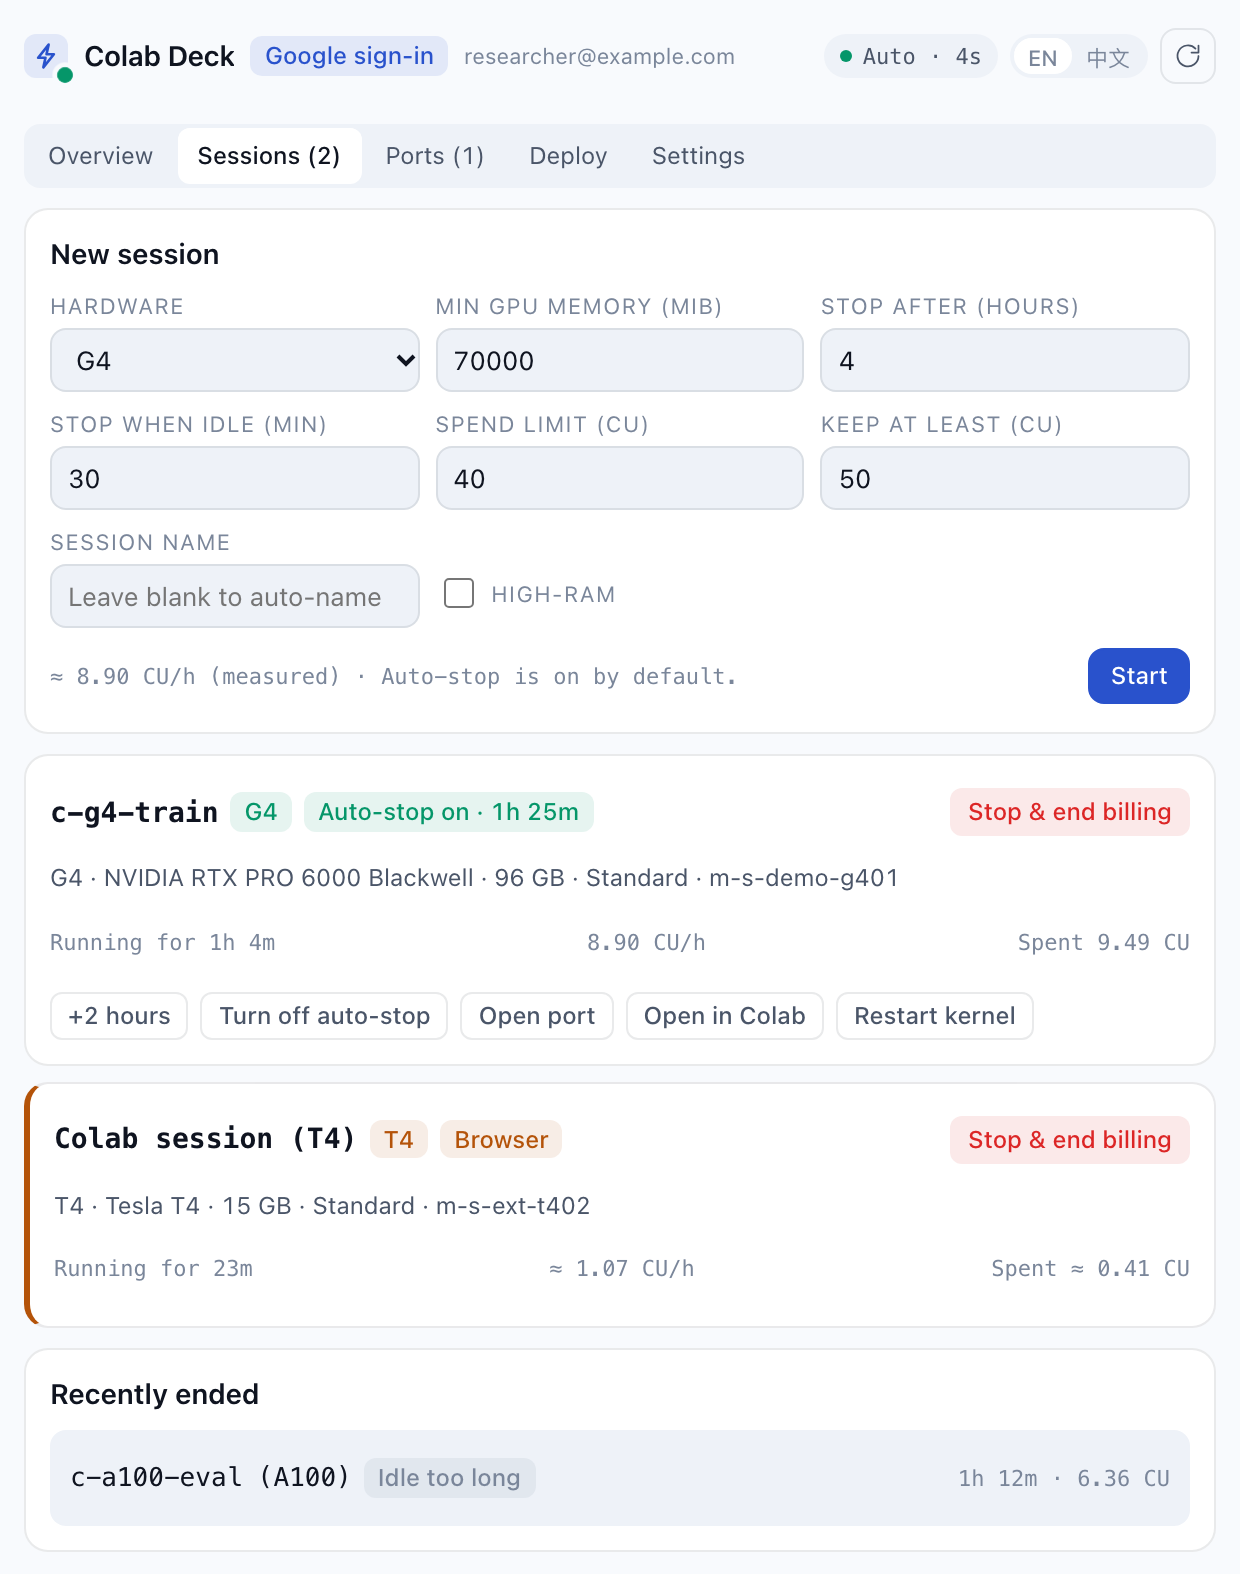 Colab Deck Google sign-in researcher@example.com Auto · 4s EN 中文
Overview Sessions (2) Ports (1) Deploy Settings
New session
HARDWARE MIN GPU MEMORY (MIB) STOP AFTER (HOURS)
G4 70000 4
STOP WHEN IDLE (MIN) SPEND LIMIT (CU) KEEP AT LEAST (CU)
30 40 50
SESSION NAME
Leave blank to auto-name HIGH-RAM
≈ 8.90 CU/h (measured) · Auto-stop is on by default. Start
c-g4-train G4 Auto-stop on · 1h 25m Stop & end billing
G4 · NVIDIA RTX PRO 6000 Blackwell · 96 GB · Standard · m-s-demo-g401
Running for 1h 4m 8.90 CU/h Spent 9.49 CU
+2 hours Turn off auto-stop Open port Open in Colab Restart kernel
Colab session (T4) T4 Browser Stop & end billing
T4 · Tesla T4 · 15 GB · Standard · m-s-ext-t402
Running for 23m ≈ 1.07 CU/h Spent ≈ 0.41 CU
Recently ended
c-a100-eval (A100) Idle too long 1h 12m · 6.36 CU